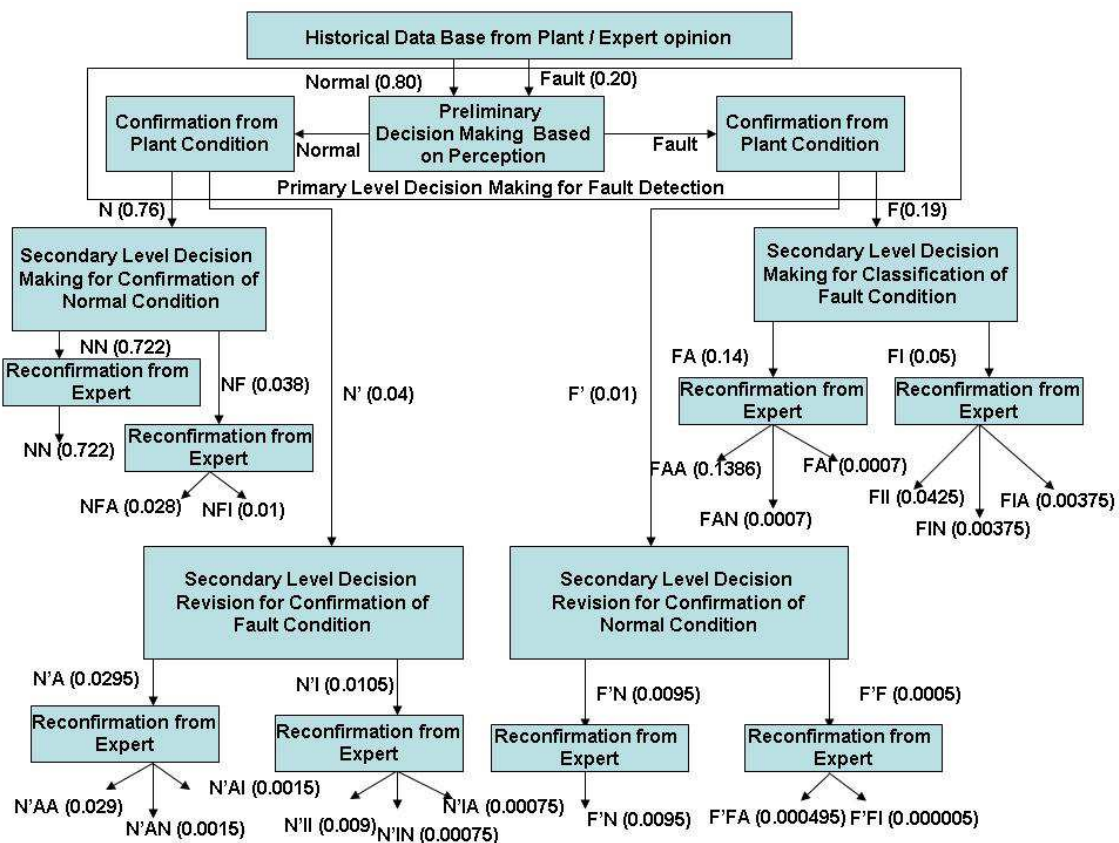 Historical Data Base from Plant / Expert opinion
Normal (0.80)
Fault (0.20)
Confirmation from
Plant Condition
Normal
Preliminary
Decision Making Based
on Perception
Fault
Confirmation from
Plant Condition
Primary Level Decision Making for Fault Detection
N (0.76)
F(0.19)
Secondary Level Decision
Making for Confirmation of
Normal Condition
Secondary Level Decision
Making for Classification of
Fault Condition
NN (0.722)
Reconfirmation from
Expert
NF (0.038)
N' (0.04)
F' (0.01)
FA (0.14)
FI (0.05)
Reconfirmation from
Expert
Reconfirmation from
Expert
NN (0.722)
Reconfirmation from
Expert
NFA (0.028)
NFI (0.01)
FAA (0.1386)
FAI (0.0007)
FAN (0.0007)
FII (0.0425)
FIA (0.00375)
FIN (0.00375)
Secondary Level Decision
Revision for Confirmation of
Fault Condition
Secondary Level Decision
Revision for Confirmation of
Normal Condition
N'A (0.0295)
N'I (0.0105)
F'N (0.0095)
F'F (0.0005)
Reconfirmation from
Expert
Reconfirmation from
Expert
Reconfirmation from
Expert
Reconfirmation from
Expert
N'AA (0.029)
N'AI (0.0015)
N'AN (0.0015)
N'II (0.009)
N'IA (0.00075)
N'IN (0.00075)
F'N (0.0095)
F'FA (0.000495)
F'FI (0.000005)